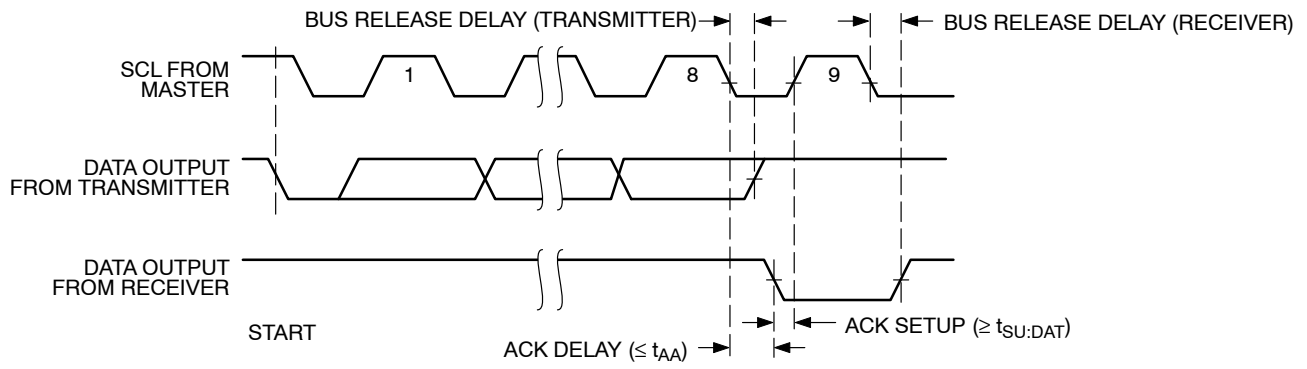 BUS RELEASE DELAY (TRANSMITTER)
BUS RELEASE DELAY (RECEIVER)
SCL FROM
MASTER
1
8
9
DATA OUTPUT
FROM TRANSMITTER
DATA OUTPUT
FROM RECEIVER
START
ACK SETUP (≥ tSU:DAT)
ACK DELAY (≤ tAA)